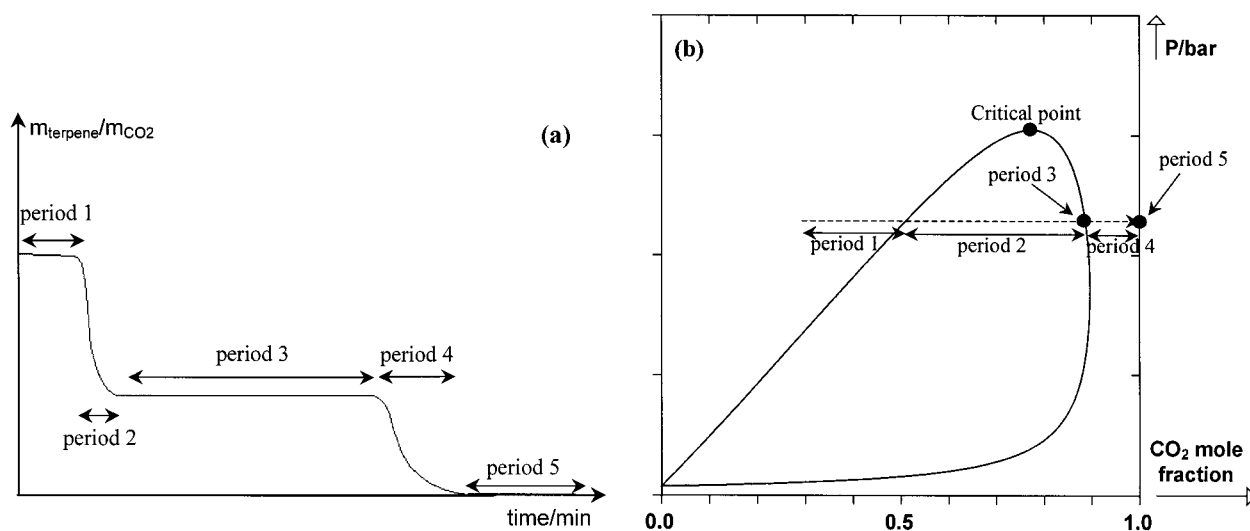 m_terpene/m_CO2
(a)
period 1
period 3
period 4
period 2
period 5
time/min
(b)
P/bar
Critical point
period 5
period 3
period 1
period 2
period 4
CO₂ mole
fraction
0.0
0.5
1.0